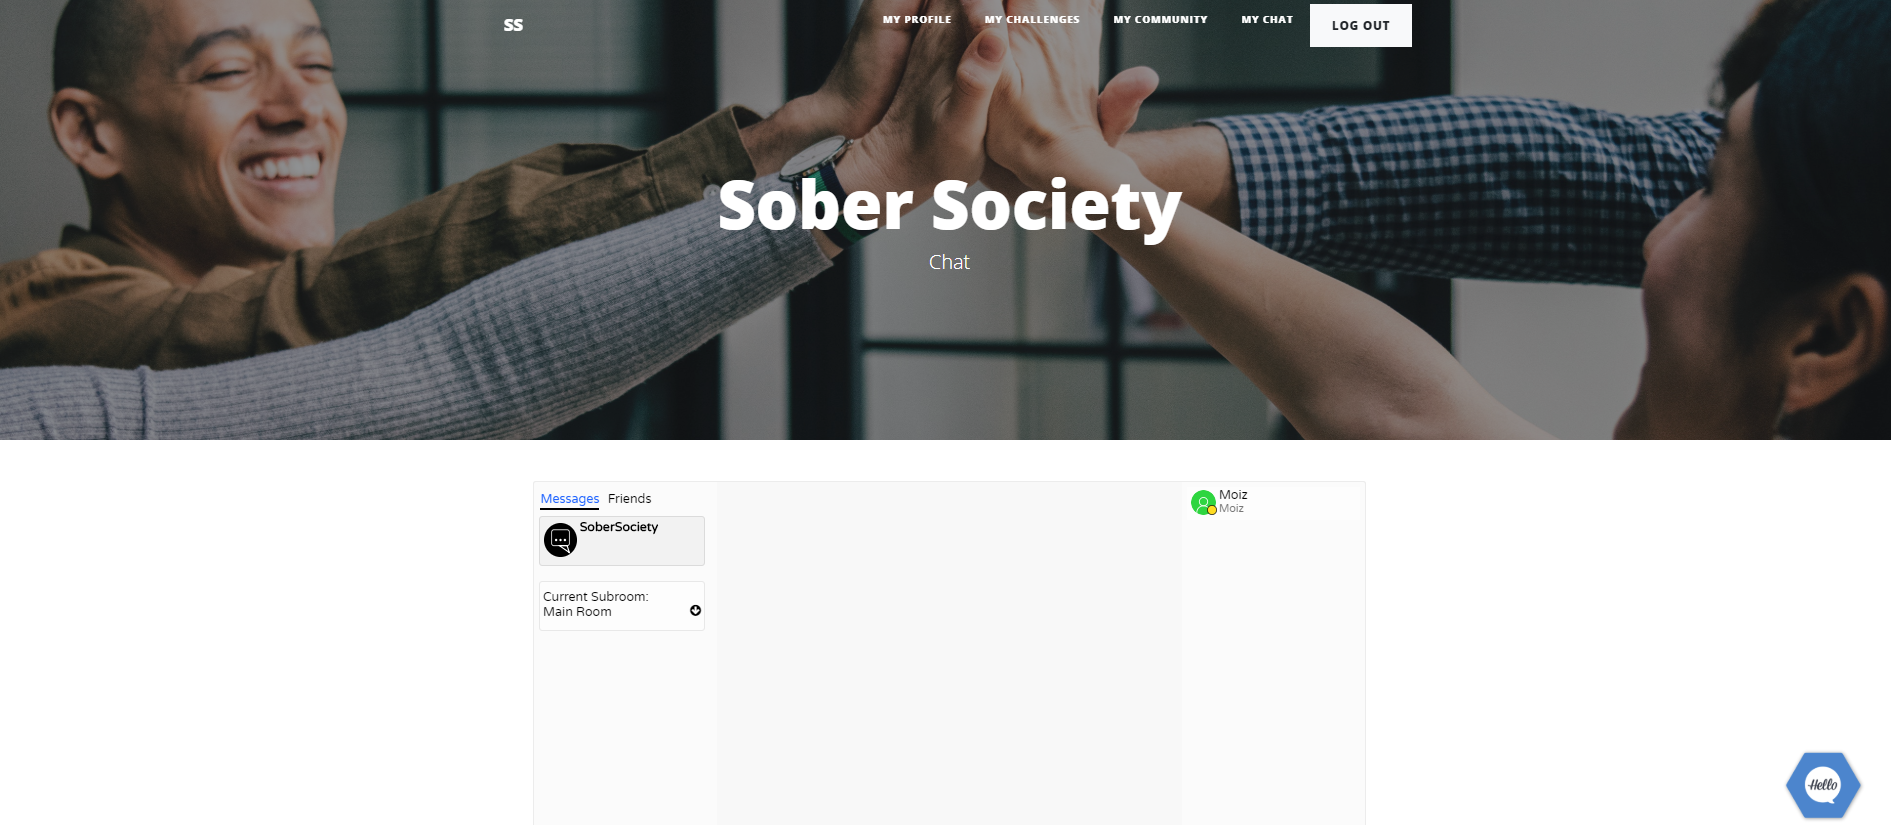 SS
MY PROFILE MY CHALLENGES MY COMMUNITY MY CHAT LOG OUT
Sober Society
Chat
Messages Friends
SoberSociety
Current Subroom:
Main Room
Moiz
Moiz
Hello